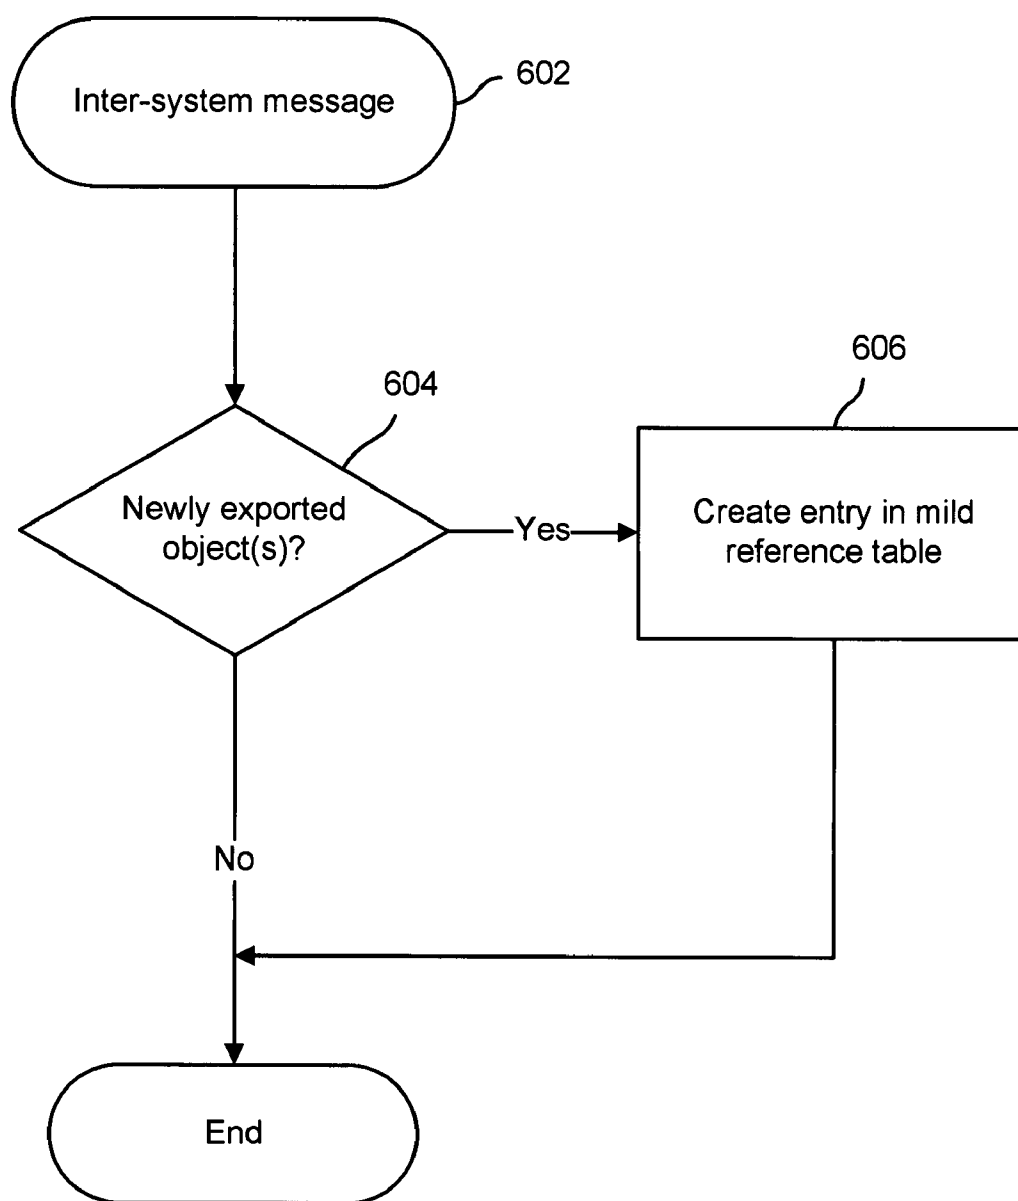 Inter-system message
602
604
606
Newly exported
object(s)?
Yes
Create entry in mild
reference table
No
End